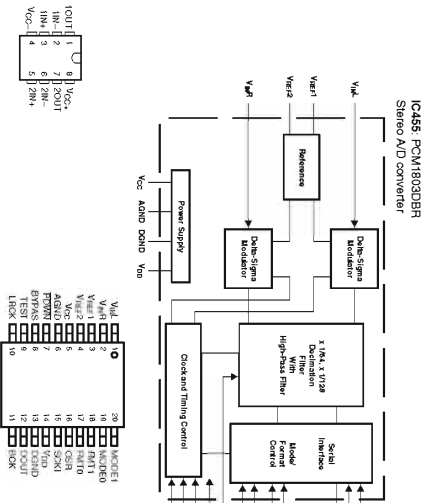 IC455: PCM1803DBR
Stereo A/D converter
VINL
VREF1
VREF2
VINR
Reference
Delta-Sigma
Modulator
Delta-Sigma
Modulator
x 1/64, x 1/128
Decimation
Filter
With
High-Pass Filter
Serial
Interface
Mode/
Format
Control
Clock and Timing Control
Power Supply
VCC
AGND
DGND
VDD
1OUT 1
1IN- 2
1IN+ 3
VCC- 4
8 VCC+
7 2OUT
6 2IN-
5 2IN+
VINL 1
VINR 2
VREF1 3
VREF2 4
VCC 5
AGND 6
PDWN 7
BYPAS 8
TEST 9
LRCK 10
20 MODE1
19 MODE0
18 FMT1
17 FMT0
16 OSR
15 SCKI
14 VDD
13 DGND
12 DOUT
11 BCK